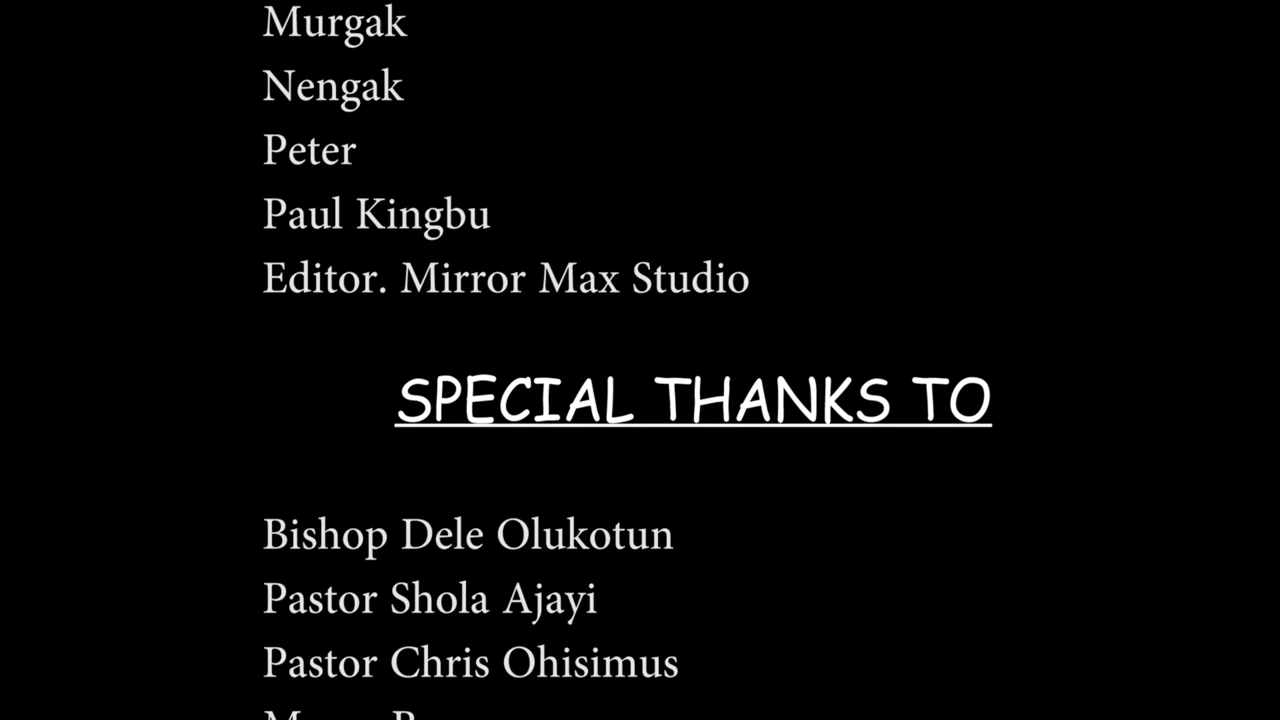 Murgak
Nengak
Peter
Paul Kingbu
Editor. Mirror Max Studio
SPECIAL THANKS TO
Bishop Dele Olukotun
Pastor Shola Ajayi
Pastor Chris Ohisimus